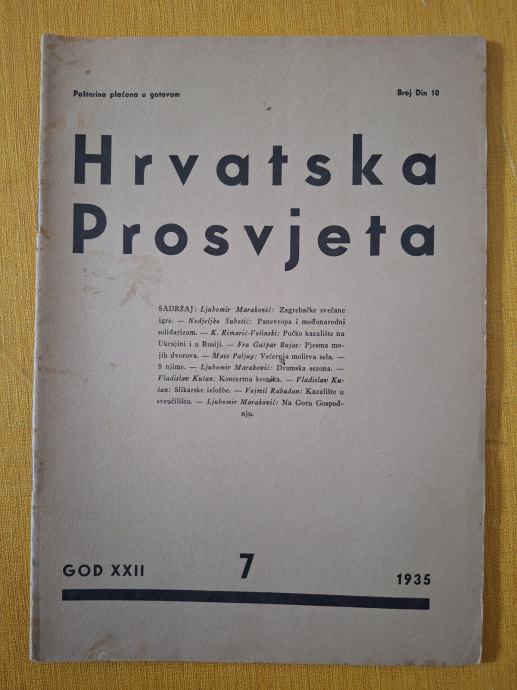 Poštarina plaćena u gotovom
Broj Din 10
Hrvatska
Prosvjeta
SADRŽAJ: Ljubomir Maraković: Zagrebačke svečane
igre. — Nedjeljko Subotić: Panevropa i međunarodni
solidarizam. — K. Rimarić-Volinski: Pučko kazalište na
Ukrajini i u Rusiji. — Fra Gašpar Bujas: Pjesma mo-
jih dvorova. — Mato Paljug: Večernja molitva sela. —
S njime. — Ljubomir Maraković: Dramska sezona. —
Vladislav Kušan: Koncertna kronika. — Vladislav Ku-
šan: Slikarske izložbe. — Vojmil Rabadan: Kazalište u
sveučilištu. — Ljubomir Maraković: Na Goru Gospod-
nju.
GOD XXII
7
1935